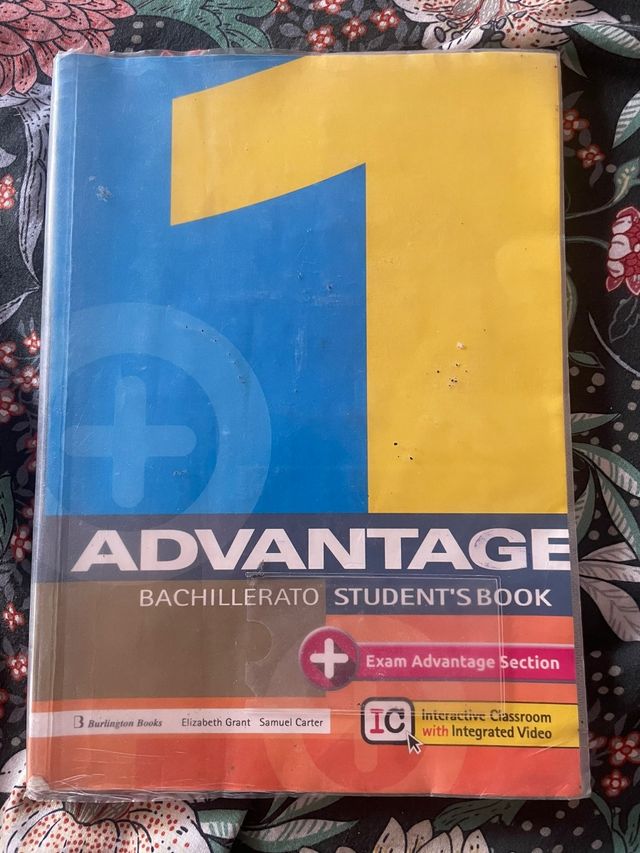 1
ADVANTAGE
BACHILLERATO STUDENT'S BOOK
+ Exam Advantage Section
B Burlington Books Elizabeth Grant Samuel Carter
IC Interactive Classroom
with Integrated Video